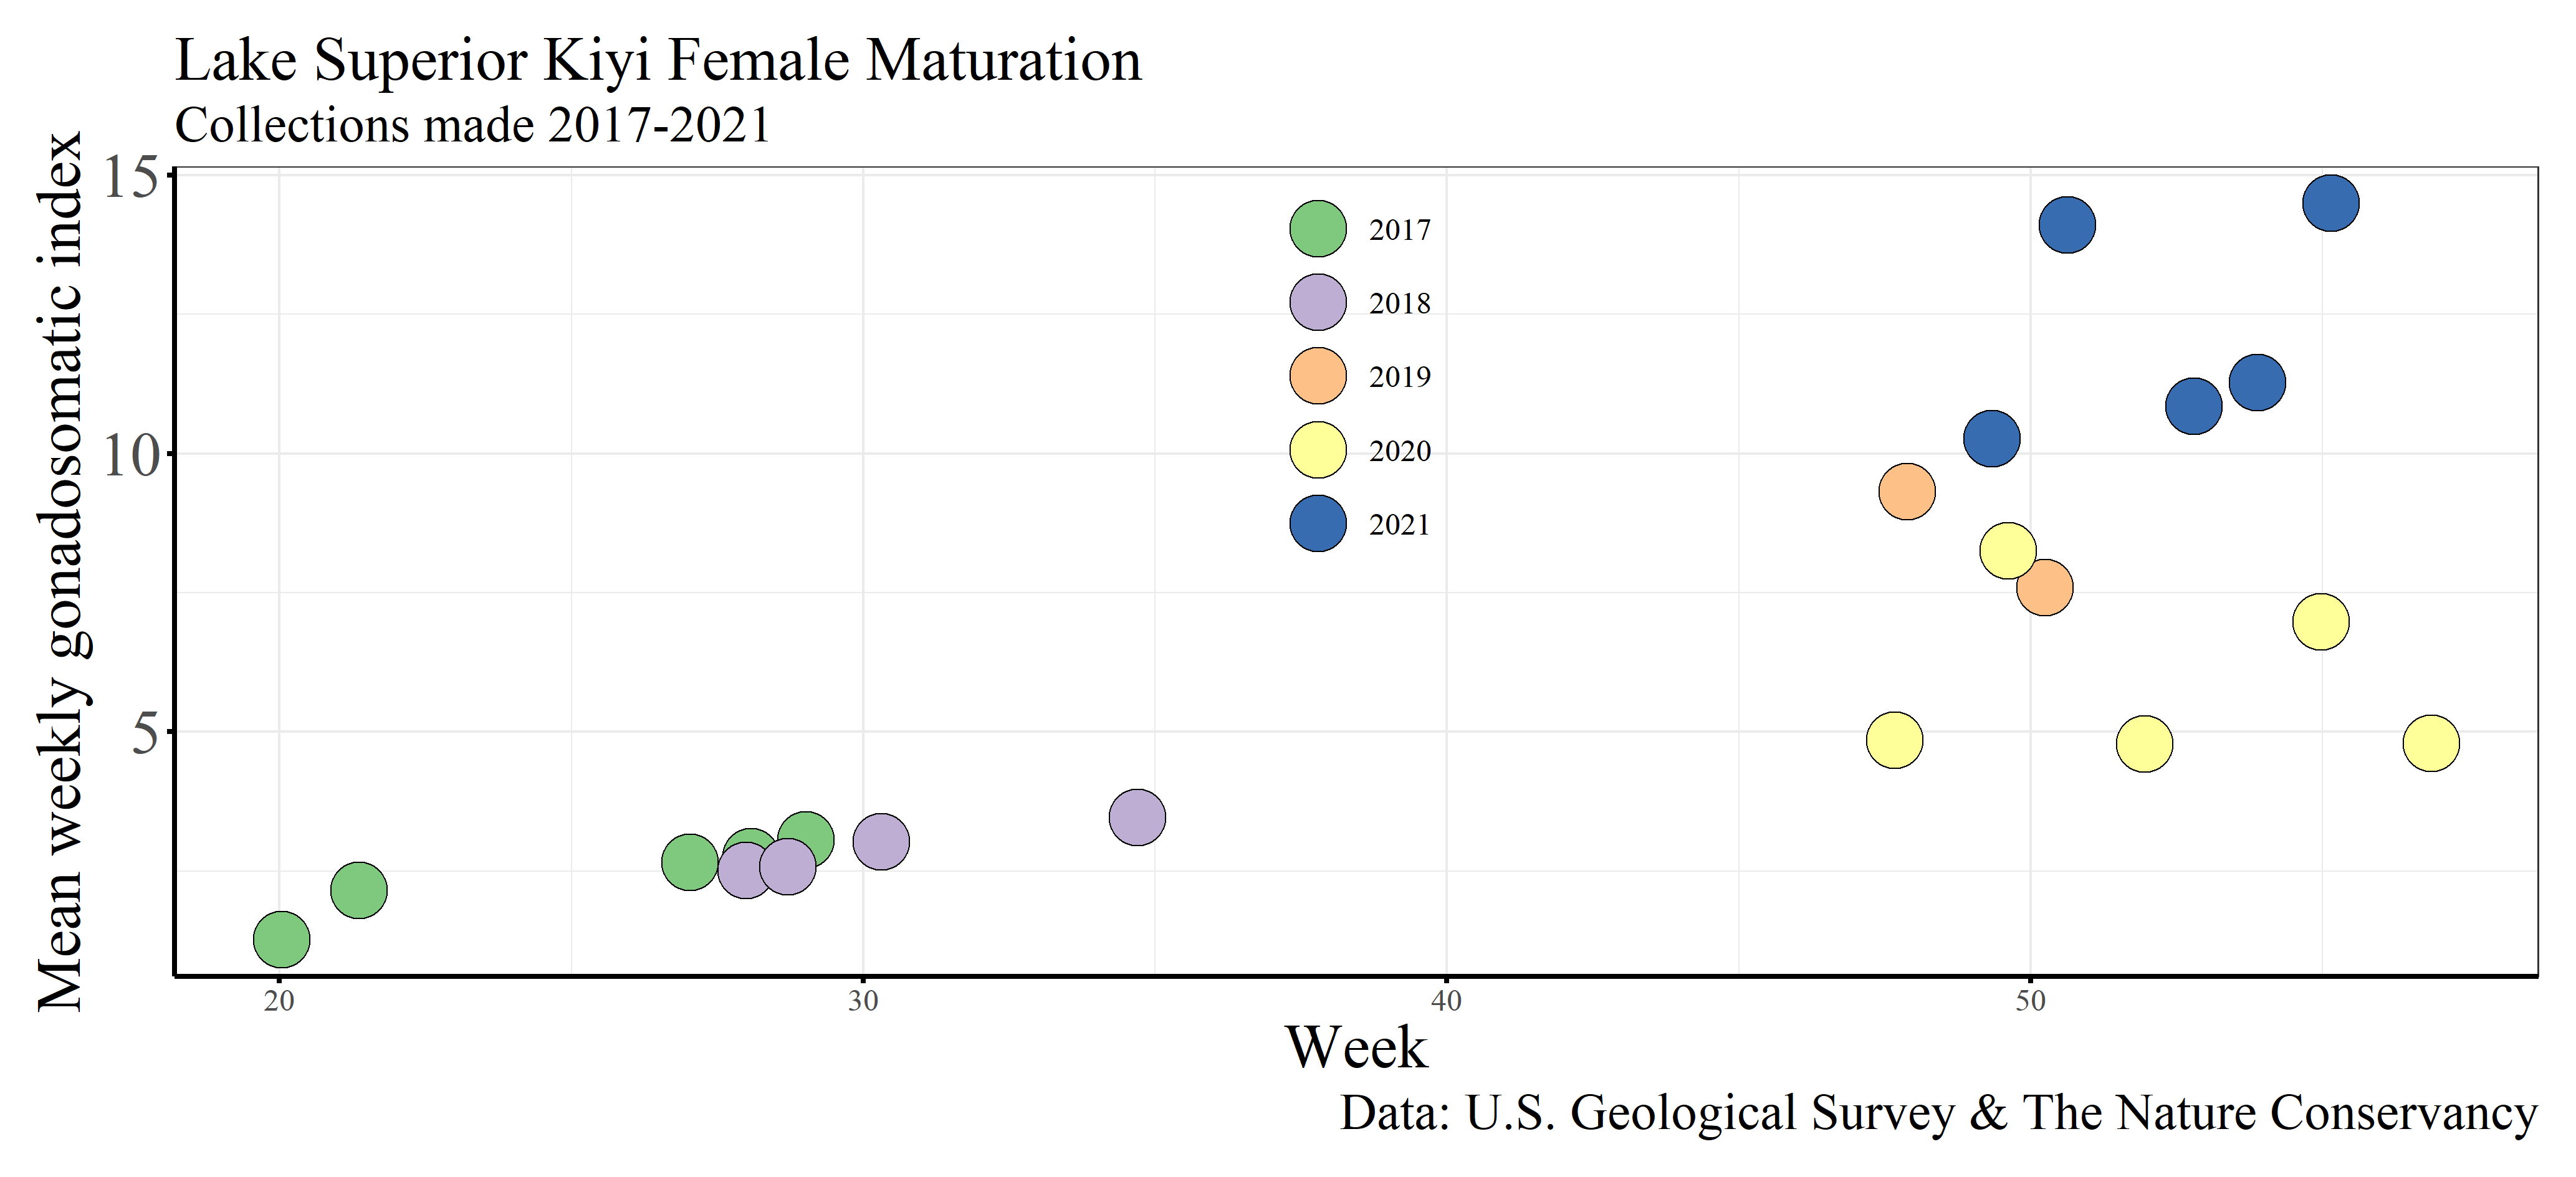 Lake Superior Kiyi Female Maturation
Collections made 2017-2021
Mean weekly gonadosomatic index
15
10
5
2017
2018
2019
2020
2021
20 30 40 50
Week
Data: U.S. Geological Survey & The Nature Conservancy